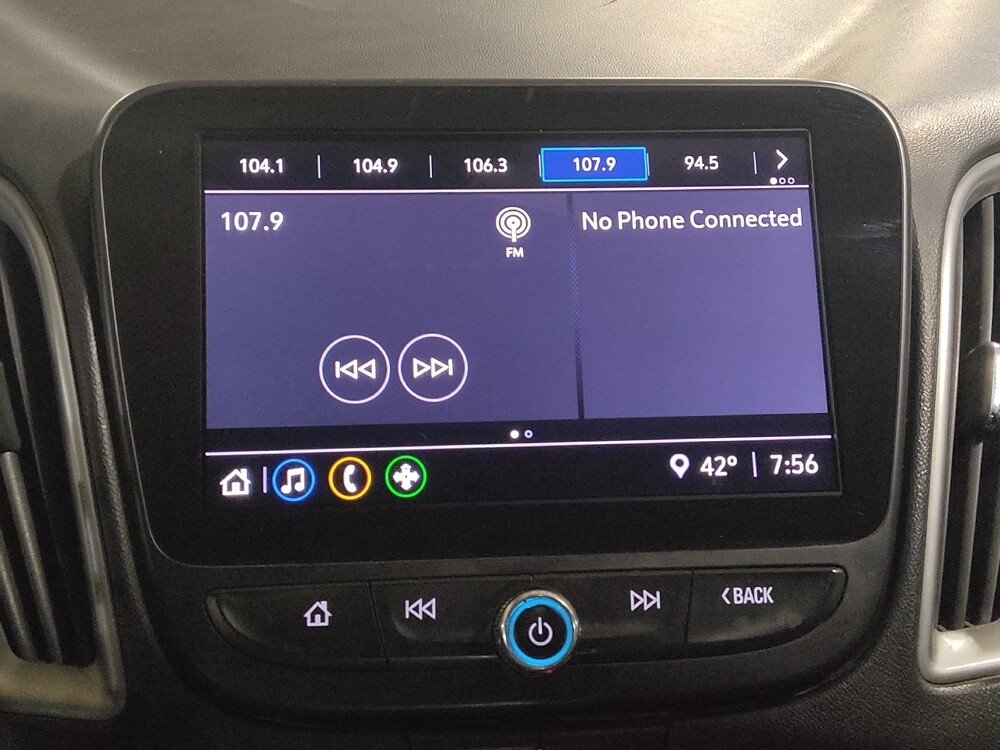 104.1 | 104.9 | 106.3 | 107.9 | 94.5
107.9
FM
No Phone Connected
42° | 7:56
BACK